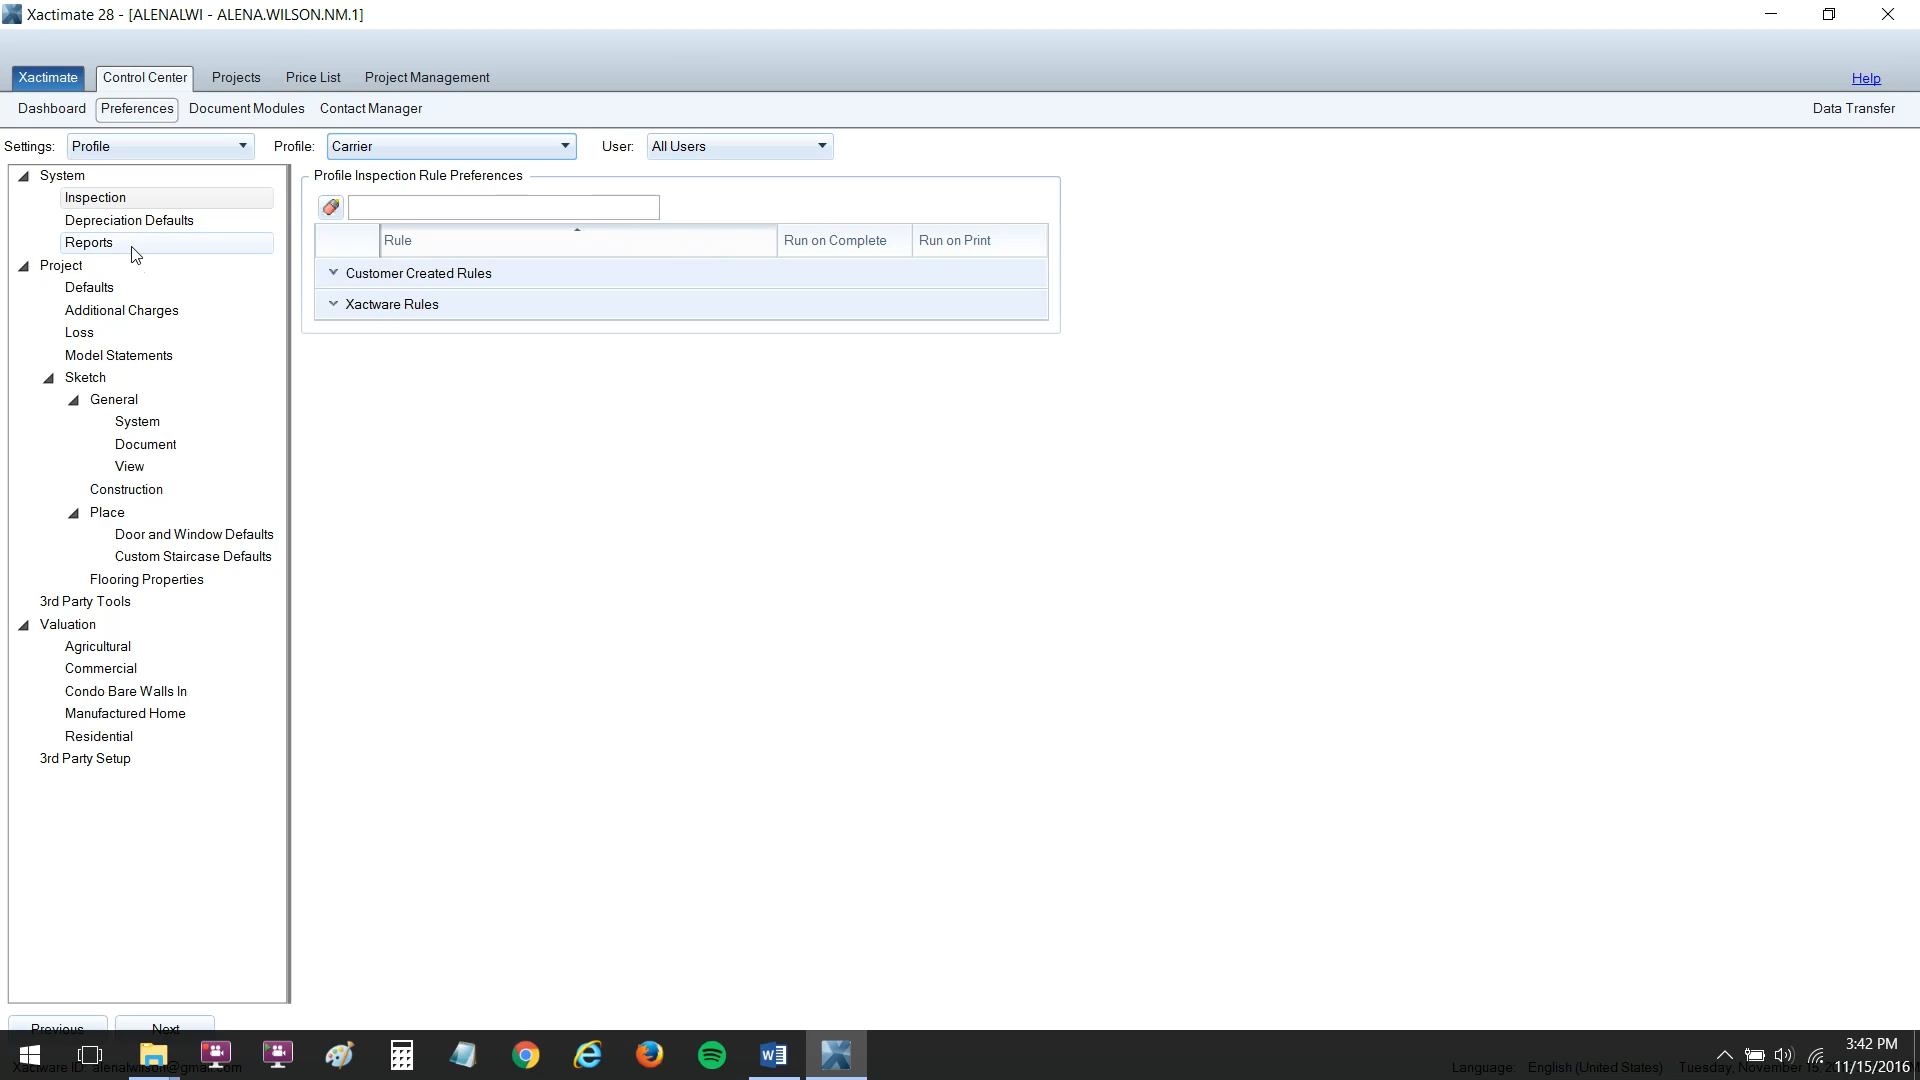 Xactimate 28 - [ALENALWI - ALENA.WILSON.NM.1]
Xactimate Control Center Projects Price List Project Management Help
Dashboard Preferences Document Modules Contact Manager Data Transfer
Settings: Profile Profile: Carrier User: All Users
System
Inspection
Depreciation Defaults
Reports
Project
Defaults
Additional Charges
Loss
Model Statements
Sketch
General
System
Document
View
Construction
Place
Door and Window Defaults
Custom Staircase Defaults
Flooring Properties
3rd Party Tools
Valuation
Agricultural
Commercial
Condo Bare Walls In
Manufactured Home
Residential
3rd Party Setup
Profile Inspection Rule Preferences
Rule Run on Complete Run on Print
Customer Created Rules
Xactware Rules
Previous Next
3:42 PM
11/15/2016
Xactware ID: alenalwilson@gmail.com Language: English (United States) Tuesday, November 15,